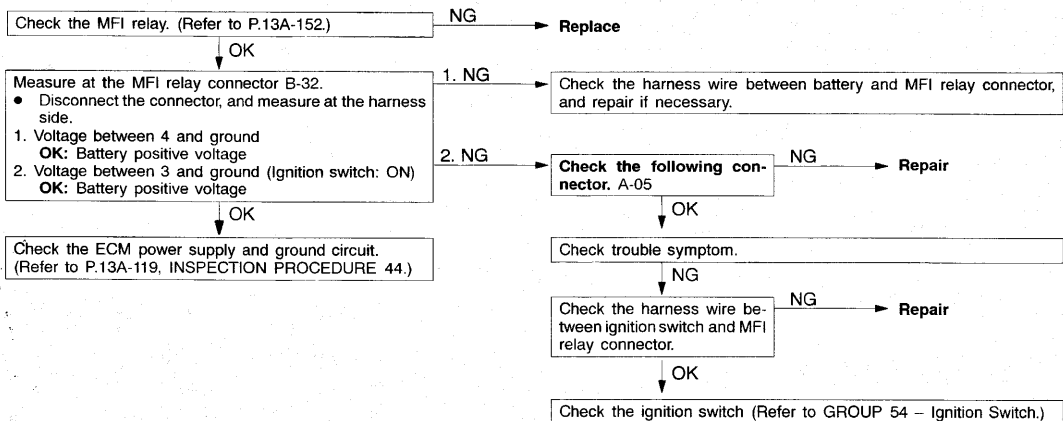 Check the MFI relay. (Refer to P.13A-152.)
NG
Replace
OK
Measure at the MFI relay connector B-32.
● Disconnect the connector, and measure at the harness
side.
1. Voltage between 4 and ground
OK: Battery positive voltage
2. Voltage between 3 and ground (Ignition switch: ON)
OK: Battery positive voltage
1. NG
Check the harness wire between battery and MFI relay connector,
and repair if necessary.
2. NG
Check the following con-
nector. A-05
NG
Repair
OK
OK
Check the ECM power supply and ground circuit.
(Refer to P.13A-119, INSPECTION PROCEDURE 44.)
Check trouble symptom.
NG
Check the harness wire be-
tween ignition switch and MFI
relay connector.
NG
Repair
OK
Check the ignition switch (Refer to GROUP 54 – Ignition Switch.)